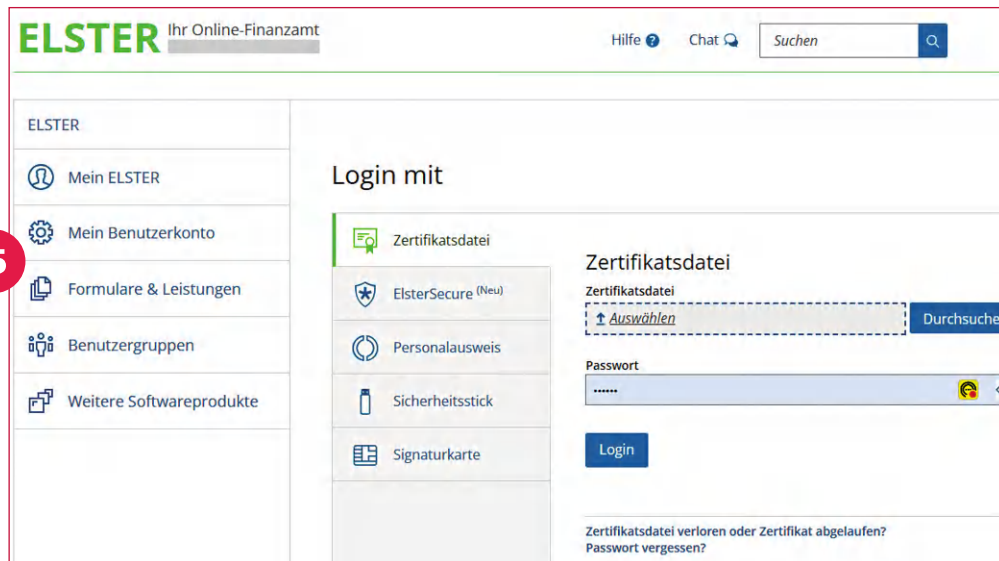 ELSTER Ihr Online-Finanzamt
Hilfe Chat Suchen
ELSTER
Mein ELSTER
Mein Benutzerkonto
Formulare & Leistungen
Benutzergruppen
Weitere Softwareprodukte
Login mit
Zertifikatsdatei
ElsterSecure (Neu)
Personalausweis
Sicherheitsstick
Signaturkarte
Zertifikatsdatei
Zertifikatsdatei
Auswählen Durchsuche
Passwort
Login
Zertifikatsdatei verloren oder Zertifikat abgelaufen?
Passwort vergessen?